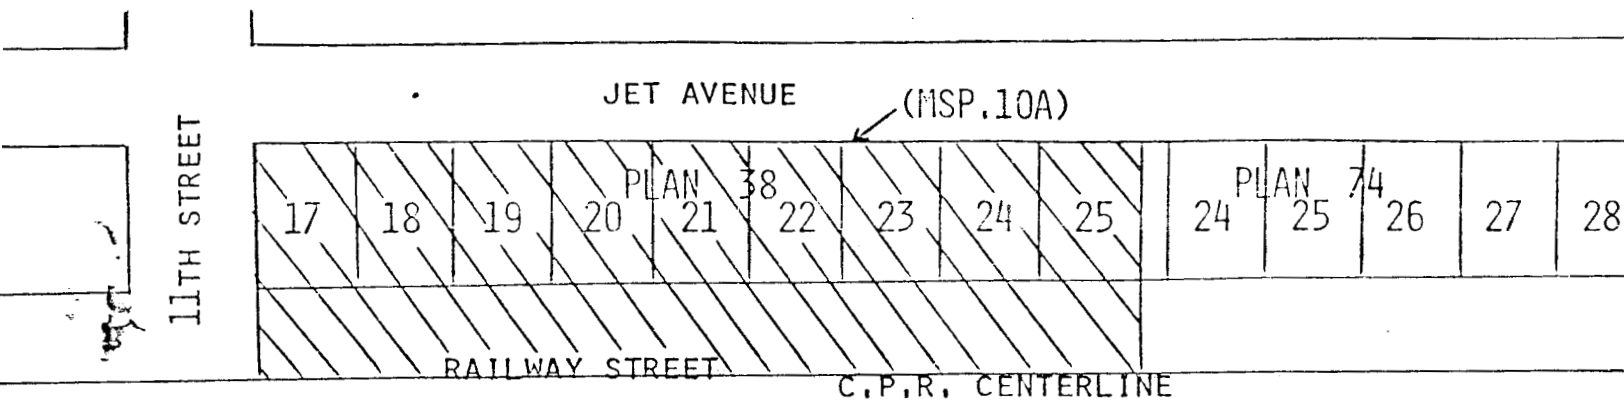 JET AVENUE
(MSP.10A)
11TH STREET
PLAN 38
17 18 19 20 21 22 23 24 25
PLAN 74
24 25 26 27 28
RAILWAY STREET
C.P.R. CENTERLINE